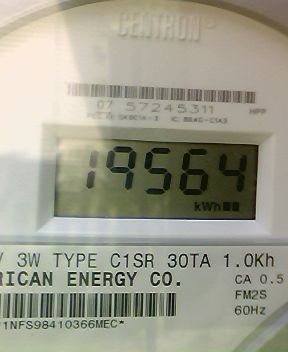 CENTRON®
07 57245311 HPP
19564
kWh
V 3W TYPE C1SR 30TA 1.0Kh
RICAN ENERGY CO. CA 0.5
FM2S
1NFS98410366MEC* 60Hz